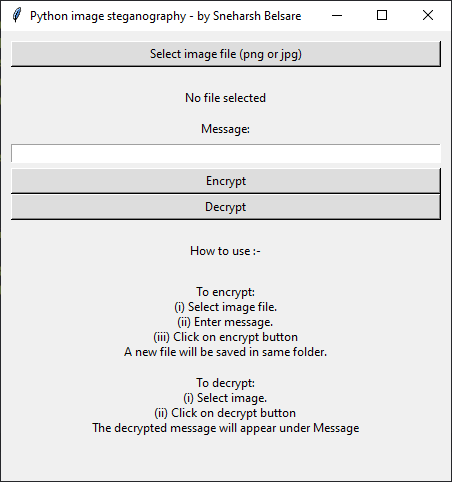 Python image steganography - by Sneharsh Belsare
Select image file (png or jpg)
No file selected
Message:
Encrypt
Decrypt
How to use :-
To encrypt:
(i) Select image file.
(ii) Enter message.
(iii) Click on encrypt button
A new file will be saved in same folder.
To decrypt:
(i) Select image.
(ii) Click on decrypt button
The decrypted message will appear under Message